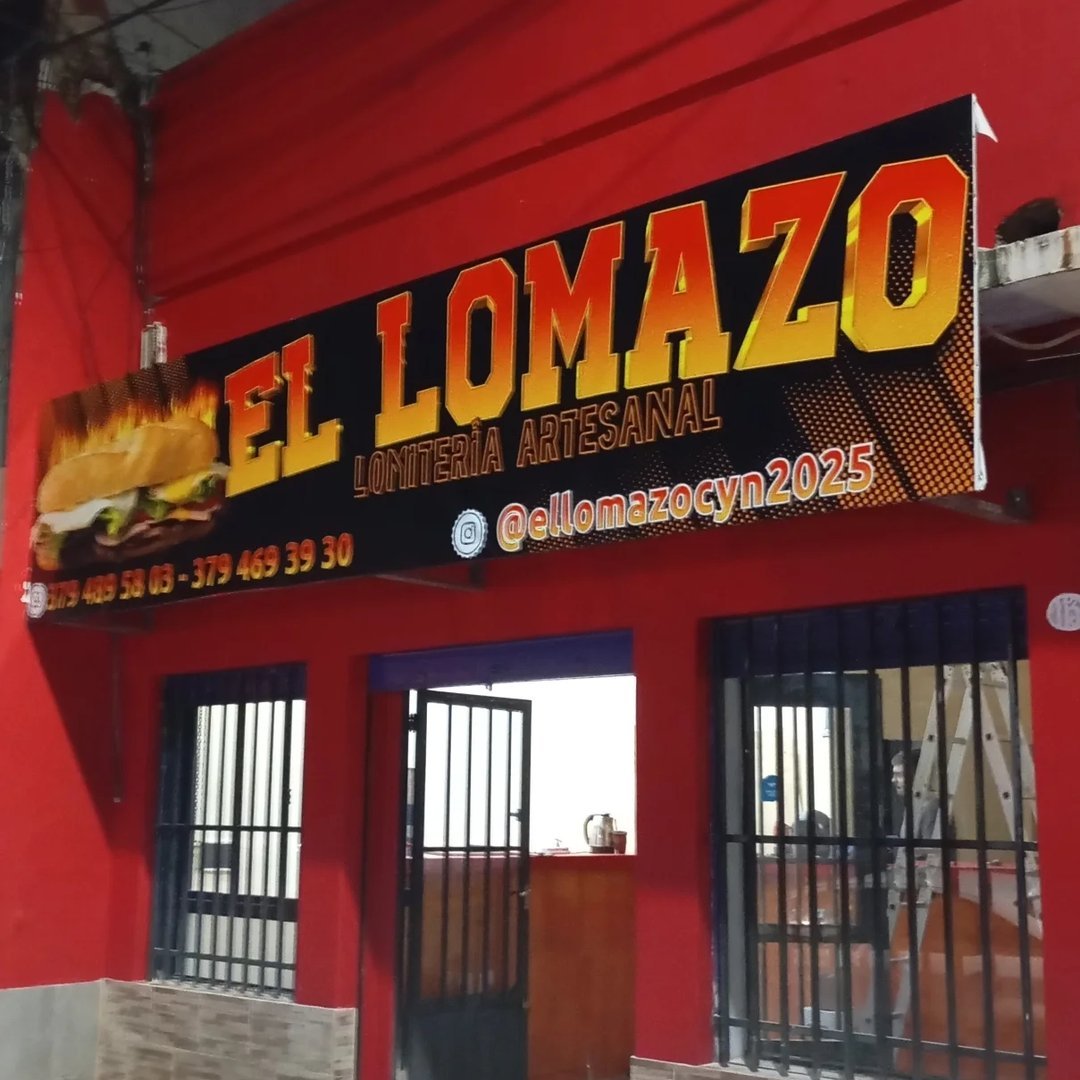 EL LOMAZO
LOMITERÍA ARTESANAL
@ellomazocyn2025
379 489 58 03 - 379 469 39 30